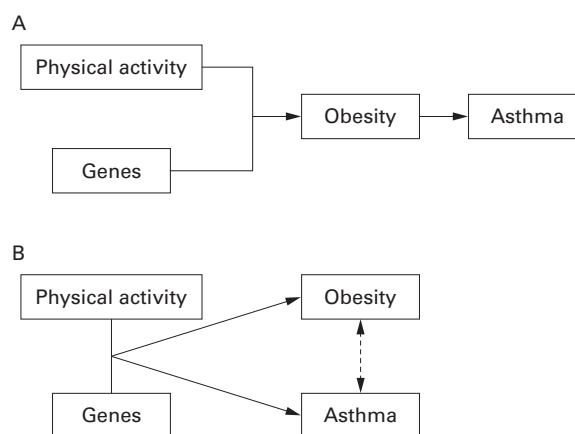 A
Physical activity
Obesity
Asthma
Genes
B
Physical activity
Obesity
Genes
Asthma